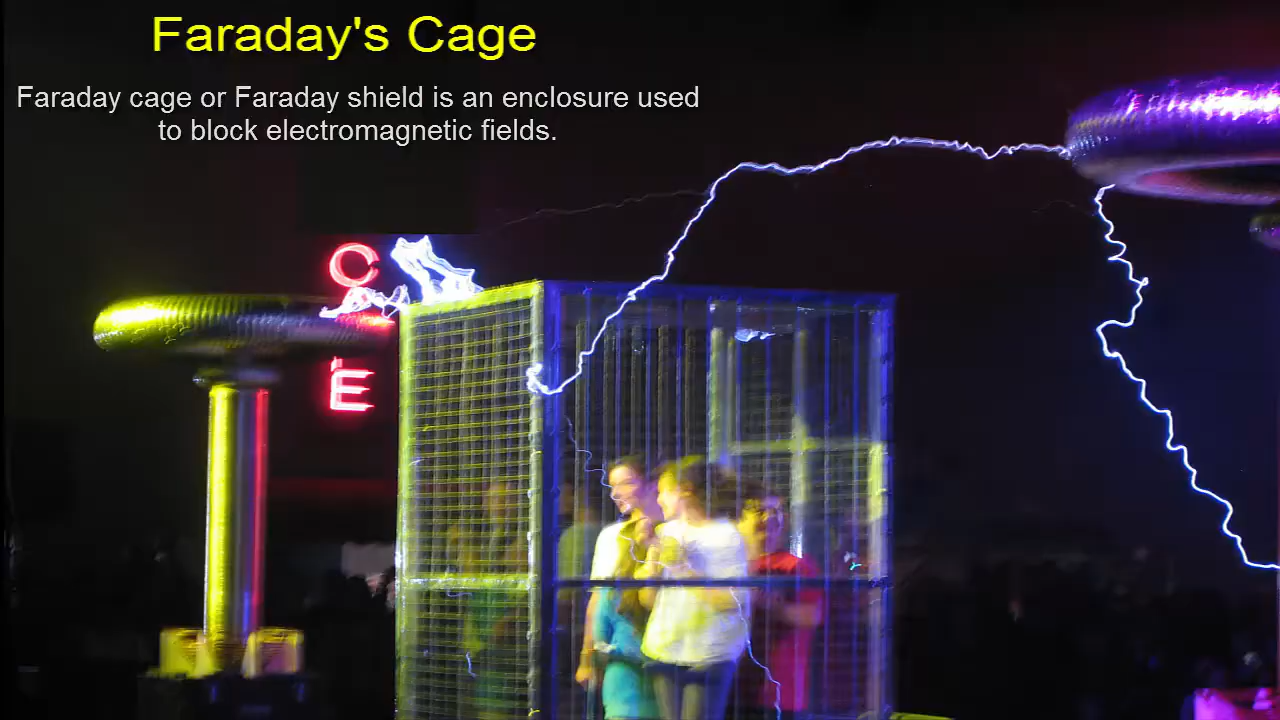 Faraday's Cage
Faraday cage or Faraday shield is an enclosure used
to block electromagnetic fields.
C
E